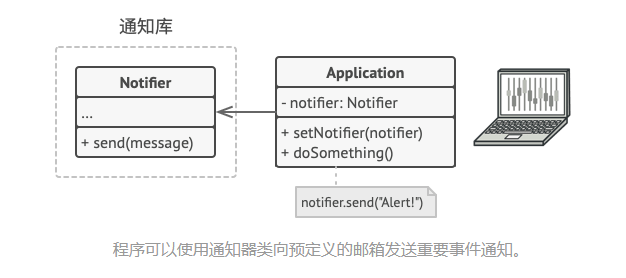 通知库
Notifier
...
+ send(message)
Application
- notifier: Notifier
+ setNotifier(notifier)
+ doSomething()
notifier.send("Alert!")
程序可以使用通知器类向预定义的邮箱发送重要事件通知。